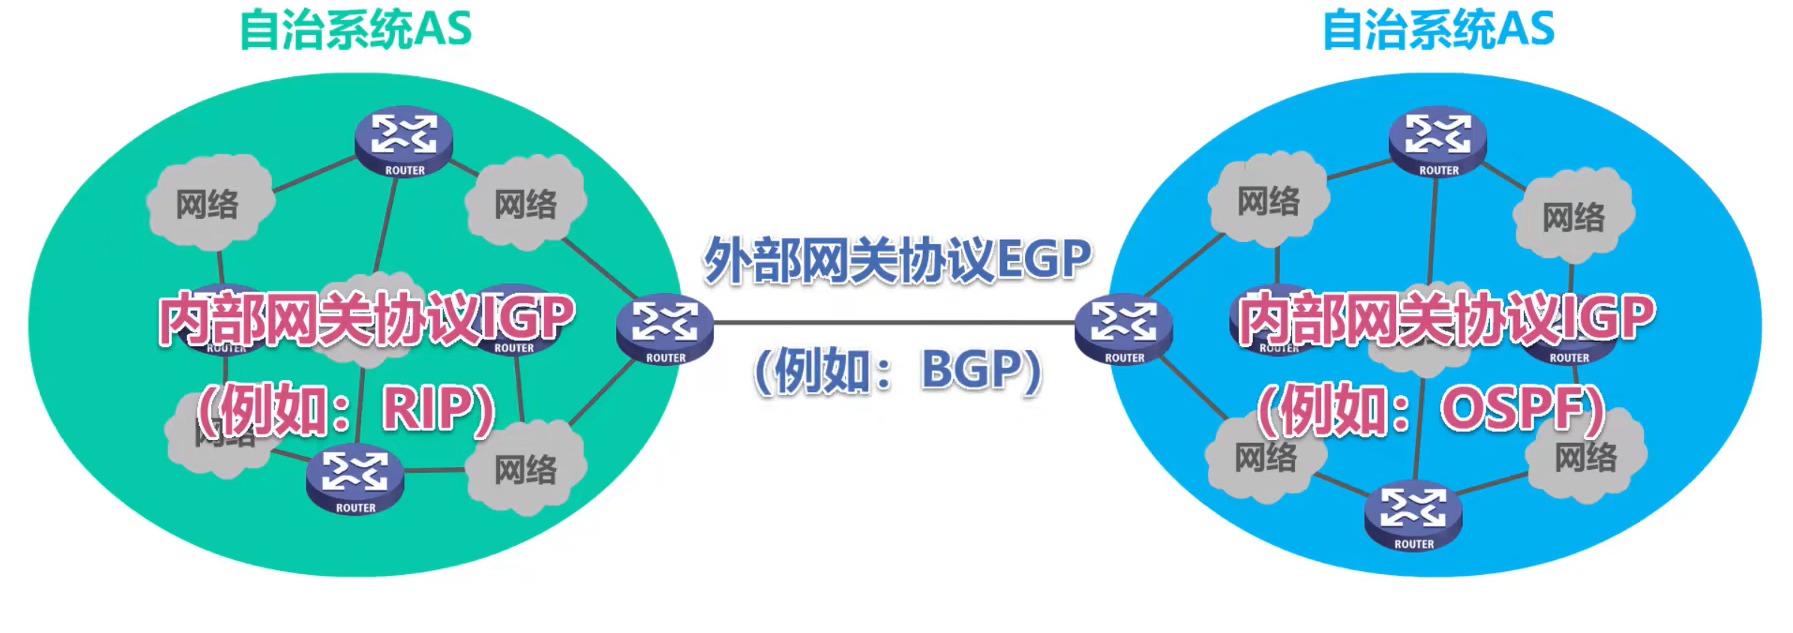 自治系统AS
自治系统AS
ROUTER
网络
网络
内部网关协议IGP
(例如：RIP)
ROUTER
ROUTER
网络
网络
ROUTER
外部网关协议EGP
(例如：BGP)
ROUTER
ROUTER
ROUTER
网络
网络
内部网关协议IGP
(例如：OSPF)
ROUTER
ROUTER
网络
网络
ROUTER